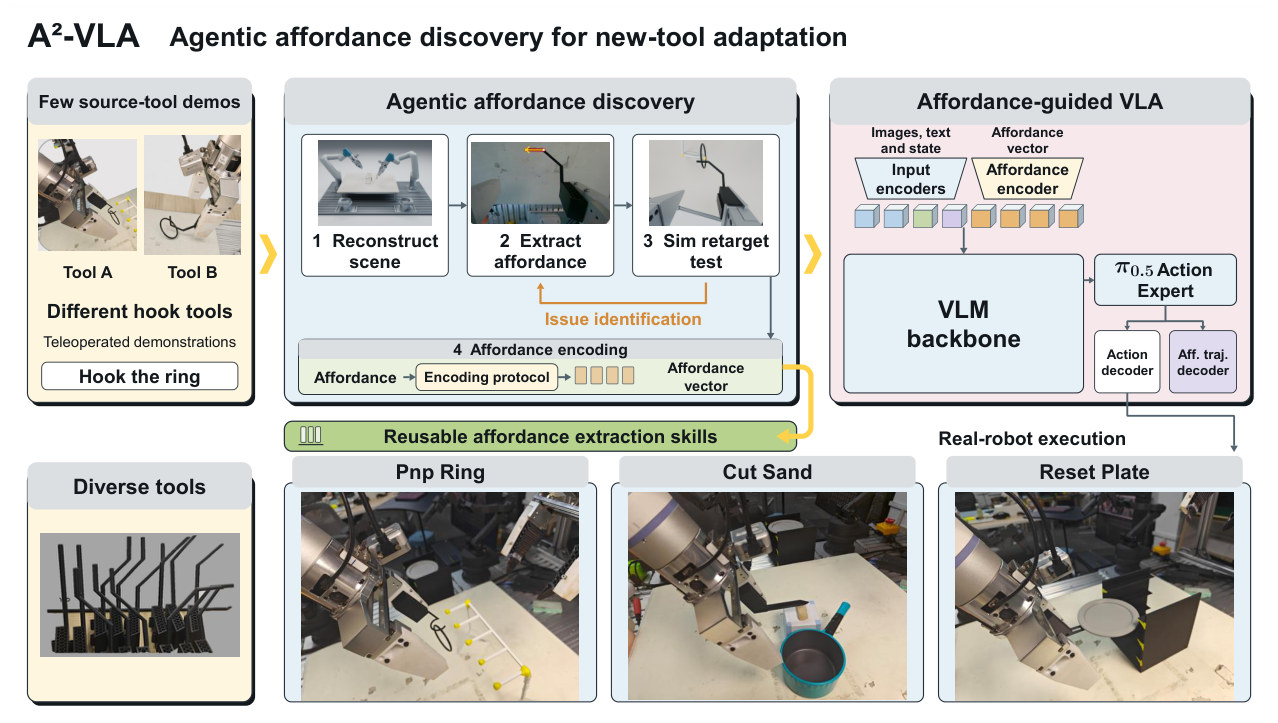 A²-VLA Agentic affordance discovery for new-tool adaptation
Few source-tool demos
Tool A
Tool B
Different hook tools
Teleoperated demonstrations
Hook the ring
Agentic affordance discovery
1 Reconstruct
scene
2 Extract
affordance
3 Sim retarget
test
Issue identification
4 Affordance encoding
Affordance
Encoding protocol
Affordance
vector
Reusable affordance extraction skills
Affordance-guided VLA
Images, text
and state
Affordance
vector
Input
encoders
Affordance
encoder
VLM
backbone
π0.5 Action
Expert
Action
decoder
Aff. traj.
decoder
Real-robot execution
Diverse tools
Pnp Ring
Cut Sand
Reset Plate